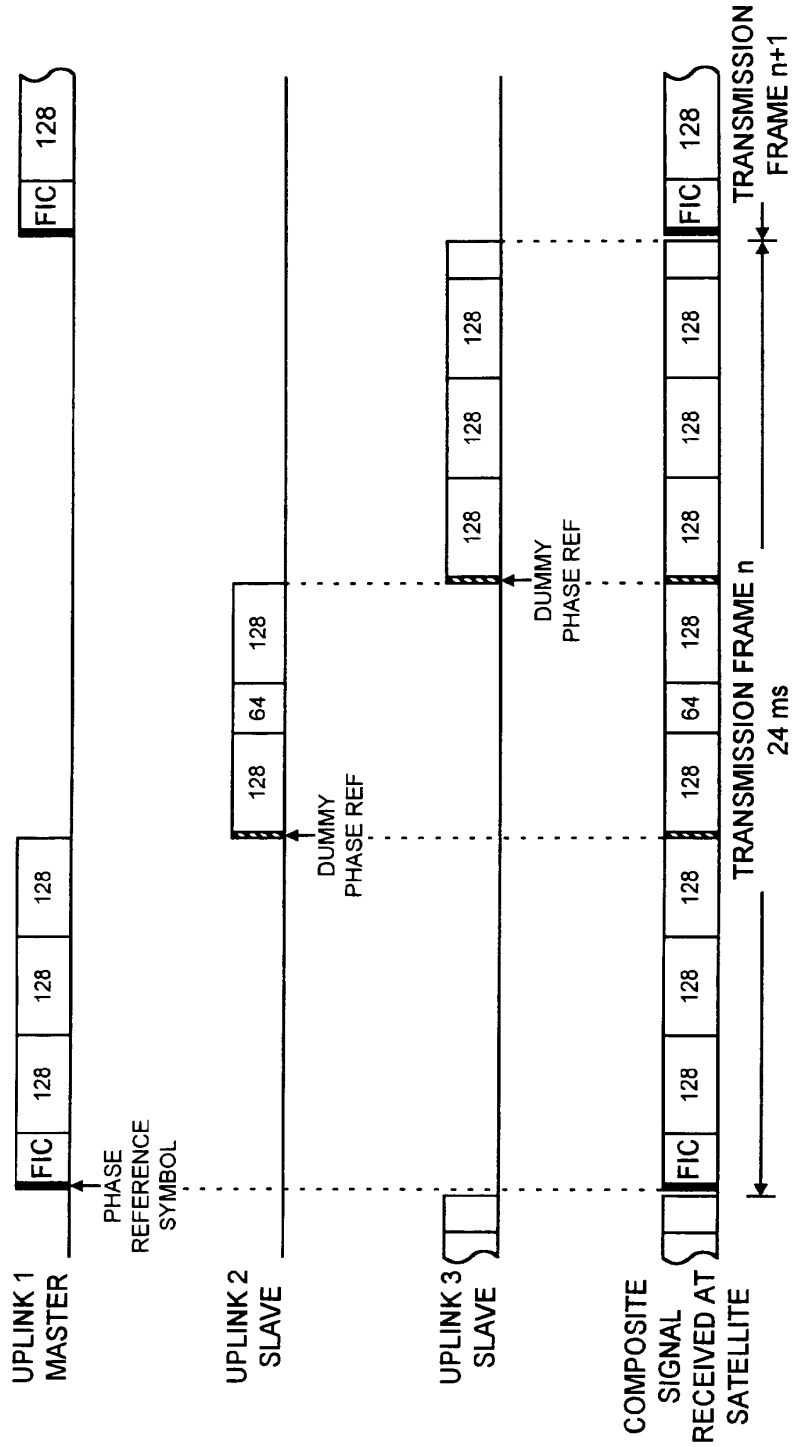 UPLINK 1
MASTER
FIC
128
128
128
FIC
128
PHASE
REFERENCE
SYMBOL
UPLINK 2
SLAVE
128
64
128
DUMMY
PHASE REF
UPLINK 3
SLAVE
128
128
128
DUMMY
PHASE REF
COMPOSITE
SIGNAL
RECEIVED AT
SATELLITE
FIC
128
128
128
128
64
128
128
128
128
FIC
128
TRANSMISSION FRAME n
24 ms
TRANSMISSION
FRAME n+1